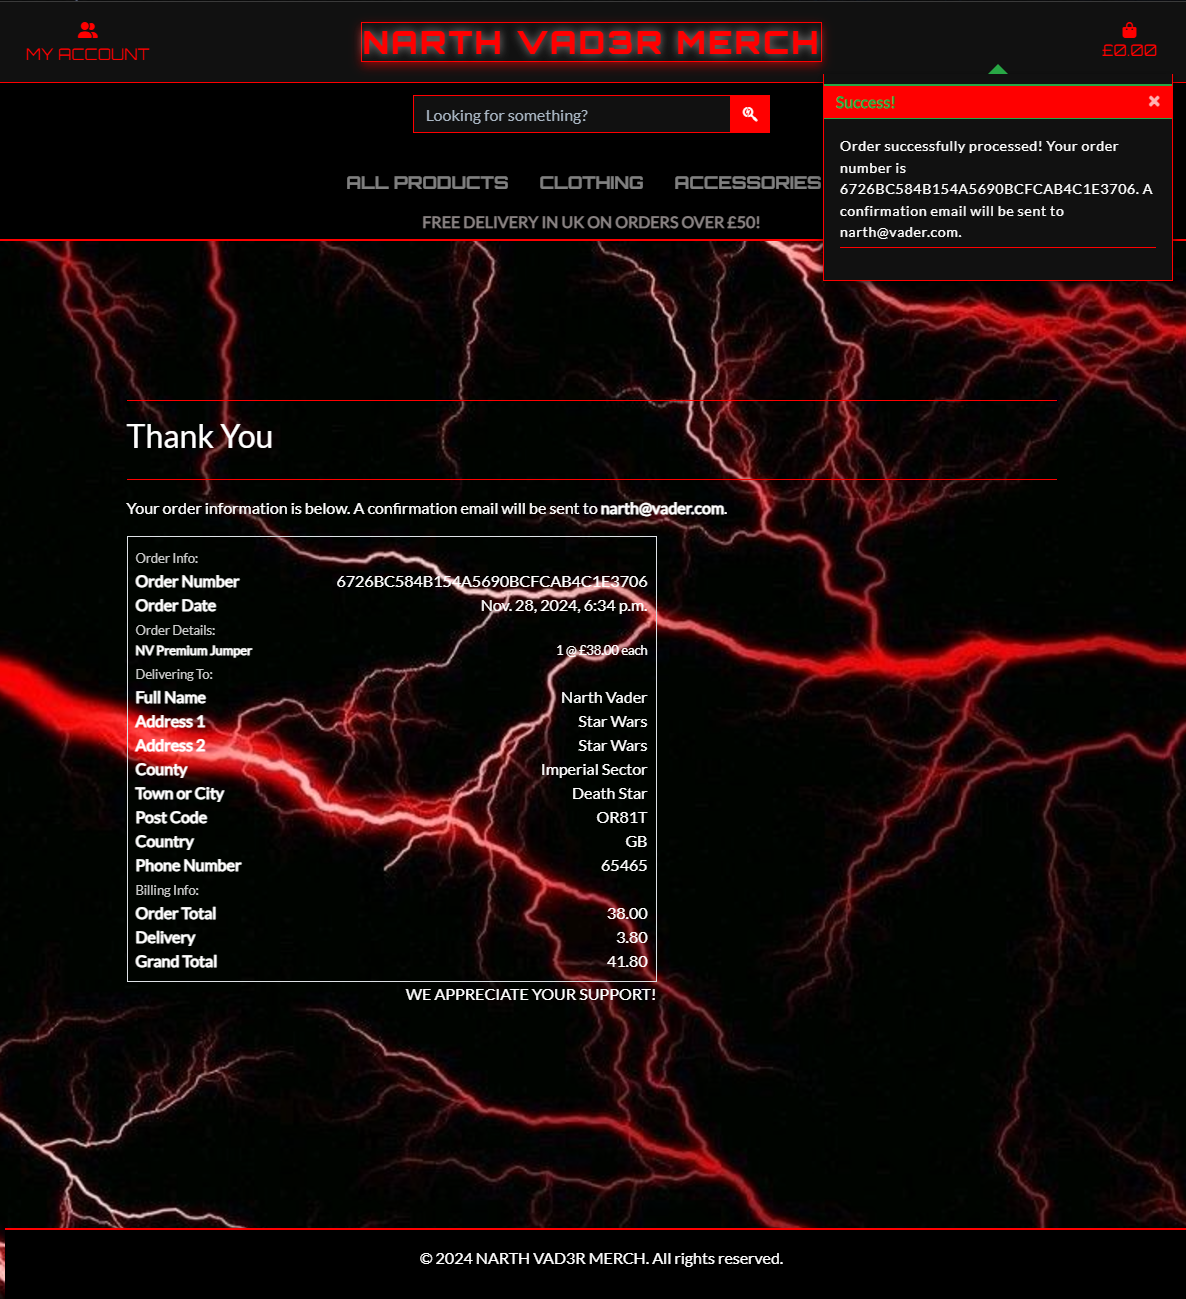 MY ACCOUNT
NARTH VAD3R MERCH
£0.00
Looking for something?
ALL PRODUCTS CLOTHING ACCESSORIES
FREE DELIVERY IN UK ON ORDERS OVER £50!
Success!
Order successfully processed! Your order
number is
6726BC584B154A5690BCFCAB4C1E3706. A
confirmation email will be sent to
narth@vader.com.
Thank You
Your order information is below. A confirmation email will be sent to narth@vader.com.
Order Info:
Order Number 6726BC584B154A5690BCFCAB4C1E3706
Order Date Nov. 28, 2024, 6:34 p.m.
Order Details:
NV Premium Jumper 1 @ £38.00 each
Delivering To:
Full Name Narth Vader
Address 1 Star Wars
Address 2 Star Wars
County Imperial Sector
Town or City Death Star
Post Code OR81T
Country GB
Phone Number 65465
Billing Info:
Order Total 38.00
Delivery 3.80
Grand Total 41.80
WE APPRECIATE YOUR SUPPORT!
© 2024 NARTH VAD3R MERCH. All rights reserved.